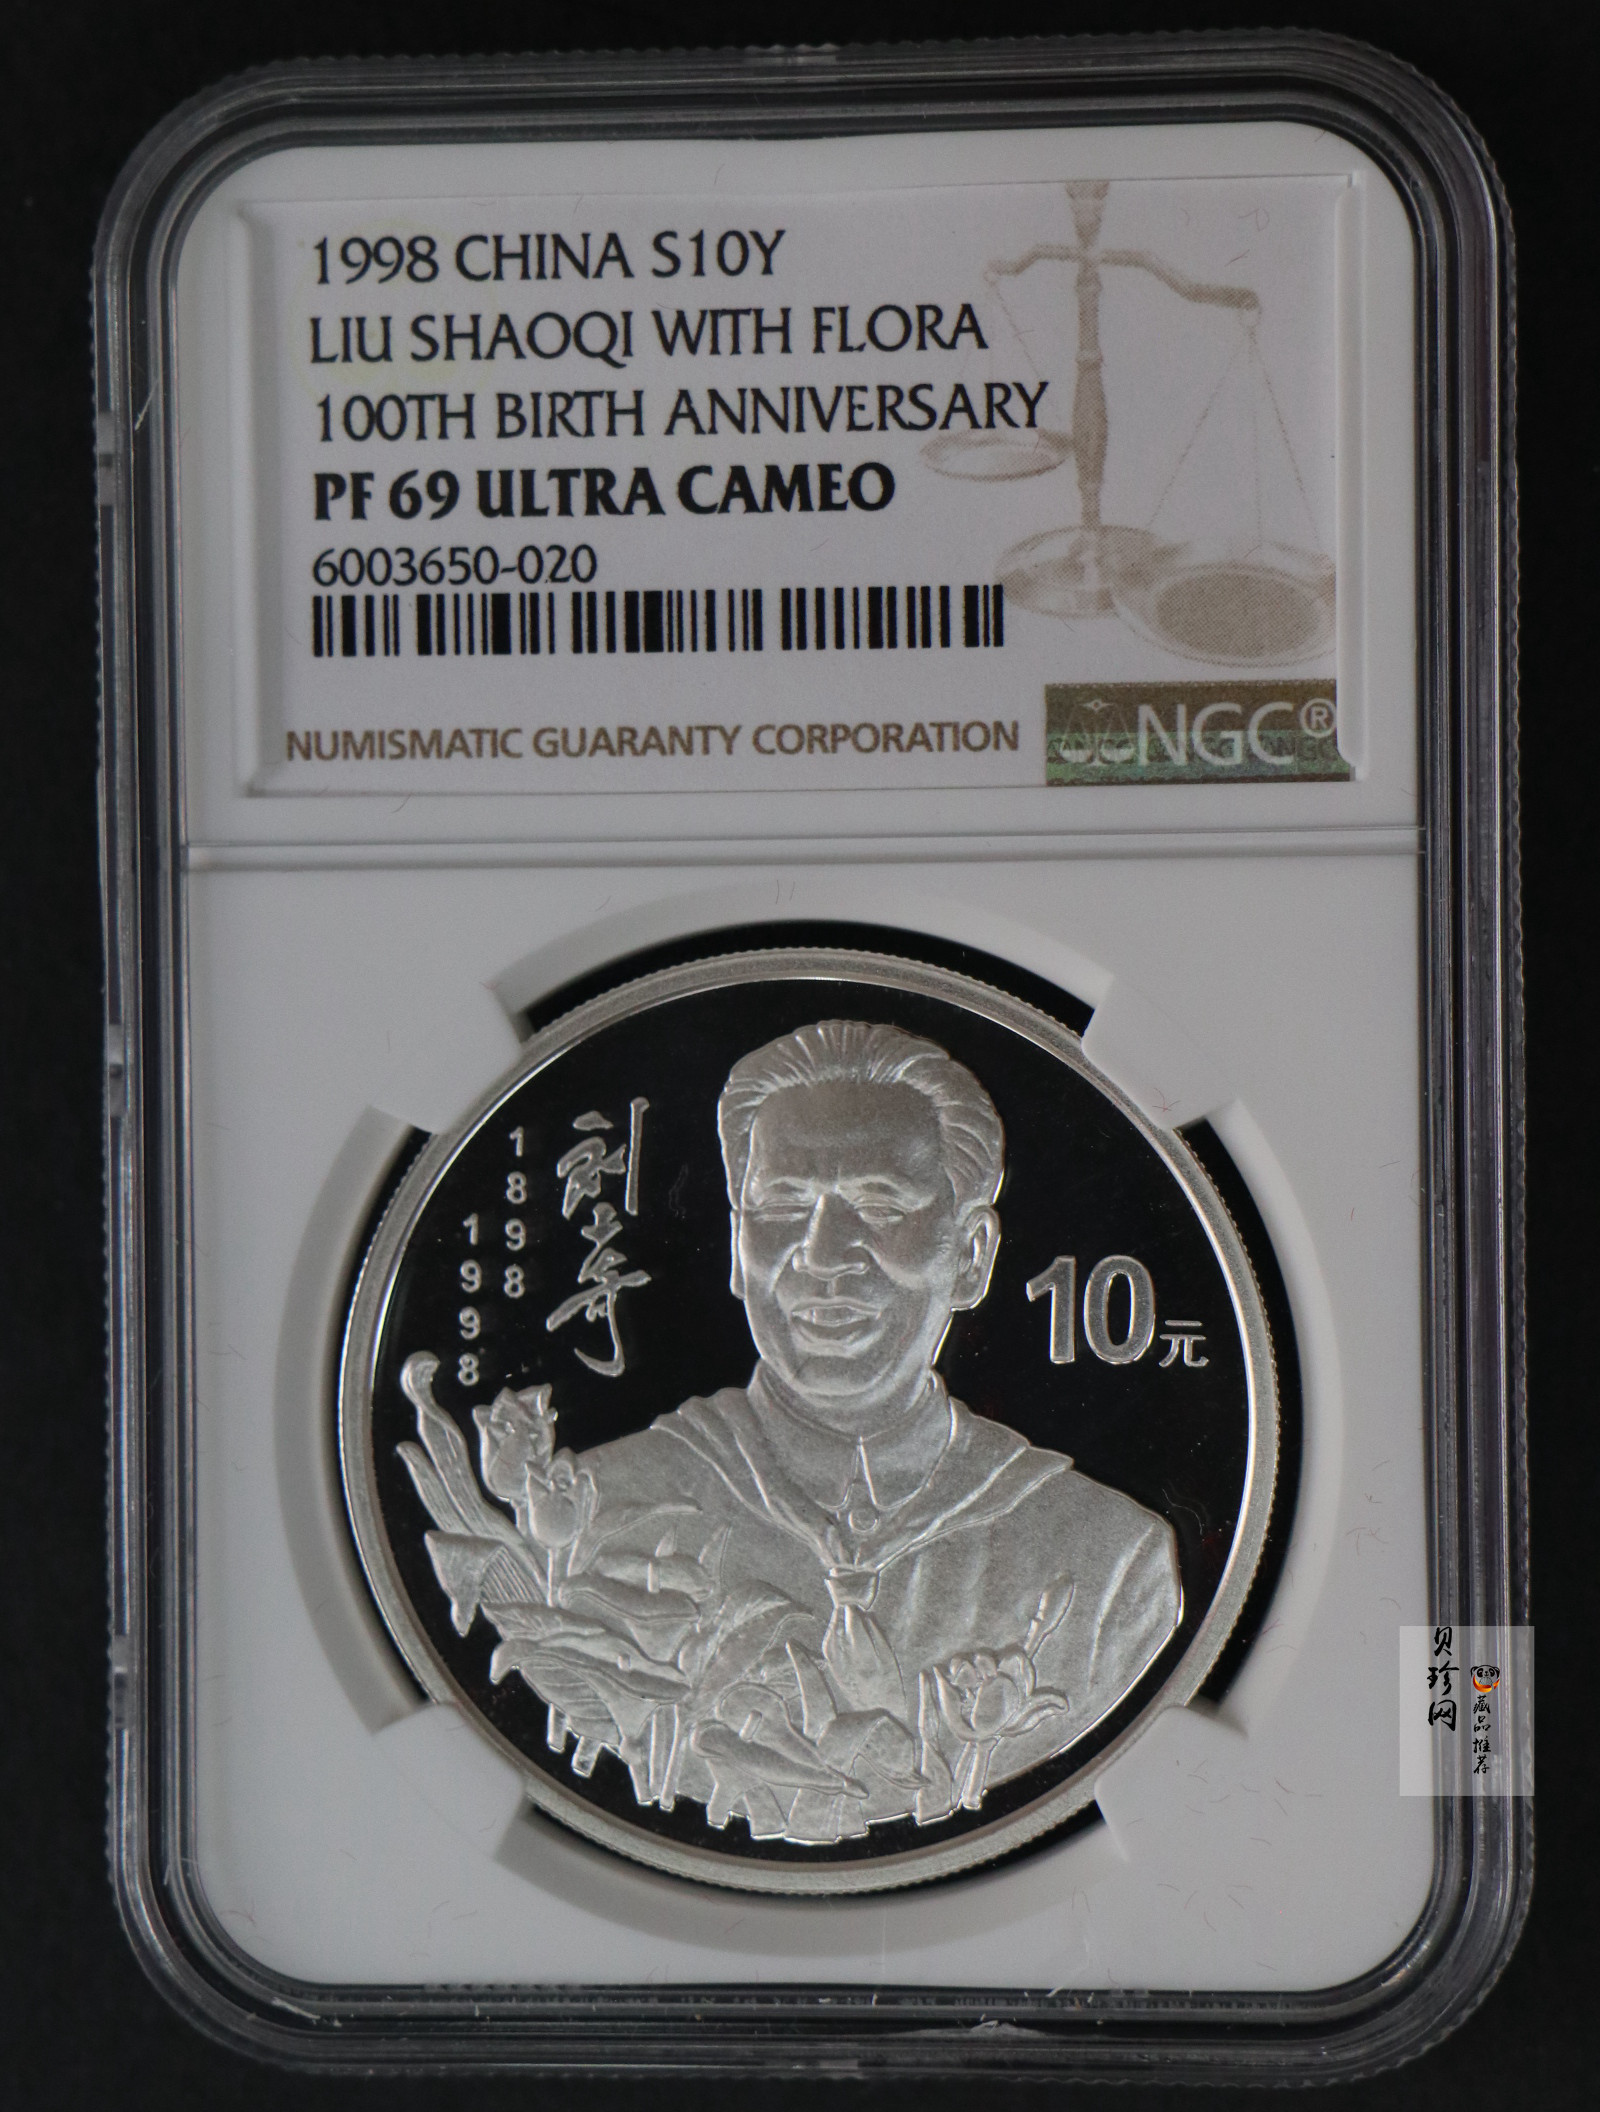 1998 CHINA S10Y
LIU SHAOQI WITH FLORA
100TH BIRTH ANNIVERSARY
PF 69 ULTRA CAMEO
6003650-020
NUMISMATIC GUARANTY CORPORATION
NGC®
刘少奇
1898
1998
10元
贝珍网
藏品推荐